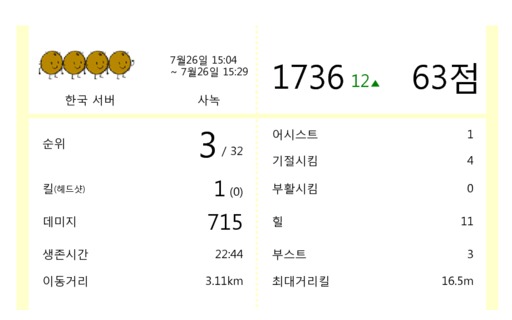 7월26일 15:04
~ 7월26일 15:29
한국 서버
사녹
1736 12▲
63점
순위 3 / 32
킬(헤드샷) 1 (0)
데미지 715
생존시간 22:44
이동거리 3.11km
어시스트 1
기절시킴 4
부활시킴 0
힐 11
부스트 3
최대거리킬 16.5m